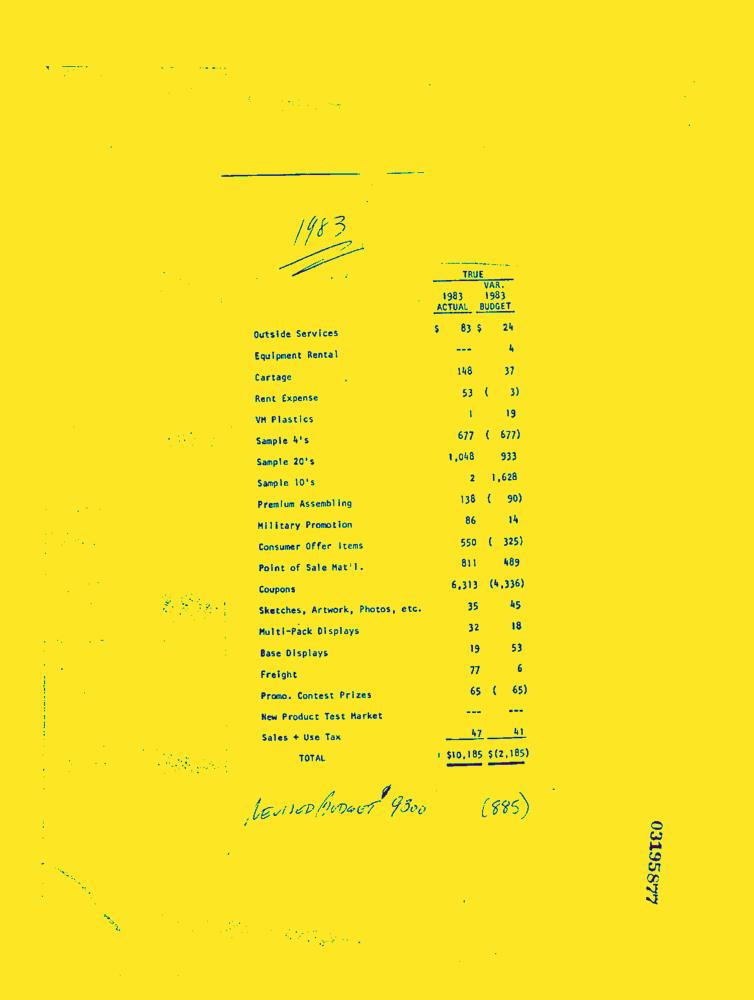 1983
TRUE
VAR.
1983 1983
ACTUAL BUDGET
Outside Services $ 83 $ 24
Equipment Rental --- 4
Cartage 148 37
Rent Expense 53 ( 3)
VM Plastics 1 19
Sample 4's 677 ( 677)
Sample 20's 1,048 933
Sample 10's 2 1,628
Premium Assembling 138 ( 90)
Military Promotion 86 14
Consumer Offer Items 550 ( 325)
Point of Sale Mat'l. 811 489
Coupons 6,313 (4,336)
Sketches, Artwork, Photos, etc. 35 45
Multi-Pack Displays 32 18
Base Displays 19 53
Freight 77 6
Promo. Contest Prizes 65 ( 65)
New Product Test Market --- ---
Sales + Use Tax 47 41
TOTAL $10,185 $(2,185)
REVISED BUDGET 9300 (885)
03195877